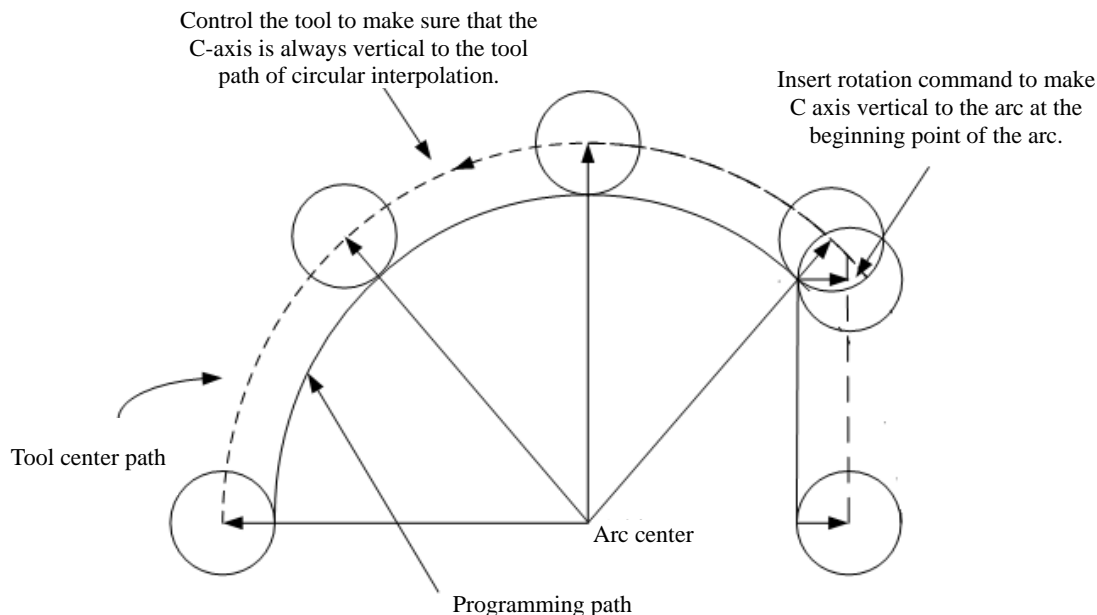 Control the tool to make sure that the
C-axis is always vertical to the tool
path of circular interpolation.
Insert rotation command to make
C axis vertical to the arc at the
beginning point of the arc.
Tool center path
Arc center
Programming path